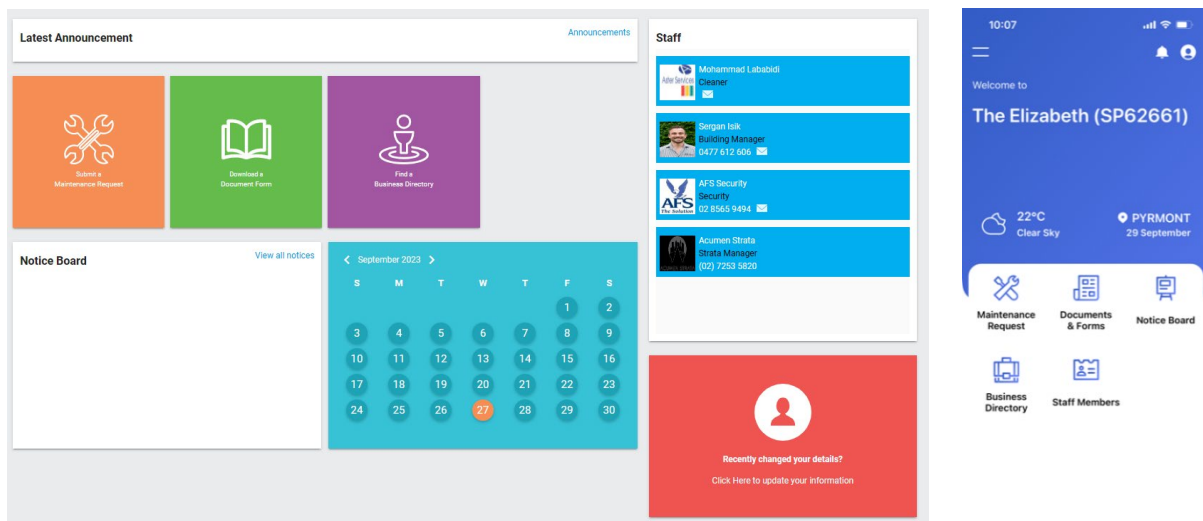 Latest Announcement
Announcements
Submit a
Maintenance Request
Download a
Document Form
Find a
Business Directory
Notice Board
View all notices
September 2023
S M T W T F S
1 2
3 4 5 6 7 8 9
10 11 12 13 14 15 16
17 18 19 20 21 22 23
24 25 26 27 28 29 30
Staff
Adler Services
Mohammad Lababidi
Cleaner
Sergan Isik
Building Manager
0477 612 606
AFS
The Solution
AFS Security
Security
02 8565 9494
Acumen Strata
Strata Manager
(02) 7253 5820
Recently changed your details?
Click Here to update your information
10:07
Welcome to
The Elizabeth (SP62661)
22°C
Clear Sky
PYRMONT
29 September
Maintenance
Request
Documents
& Forms
Notice Board
Business
Directory
Staff Members